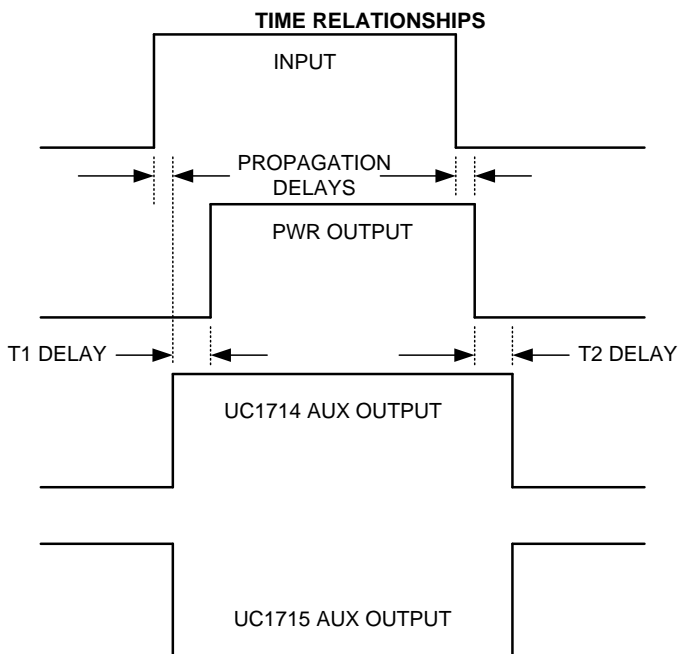 TIME RELATIONSHIPS
INPUT
PROPAGATION
DELAYS
PWR OUTPUT
T1 DELAY
T2 DELAY
UC1714 AUX OUTPUT
UC1715 AUX OUTPUT